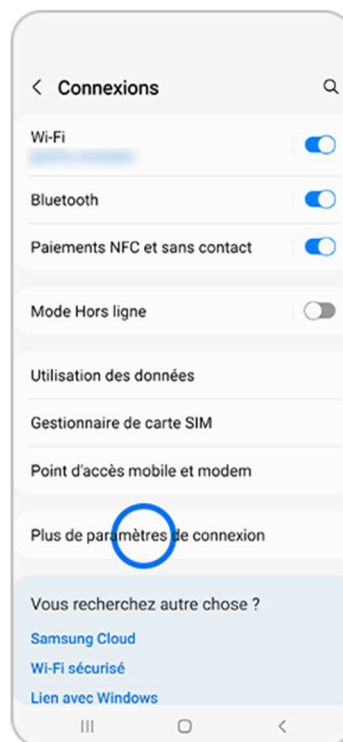 Connexions
Wi-Fi
Bluetooth
Paiements NFC et sans contact
Mode Hors ligne
Utilisation des données
Gestionnaire de carte SIM
Point d'accès mobile et modem
Plus de paramètres de connexion
Vous recherchez autre chose ?
Samsung Cloud
Wi-Fi sécurisé
Lien avec Windows